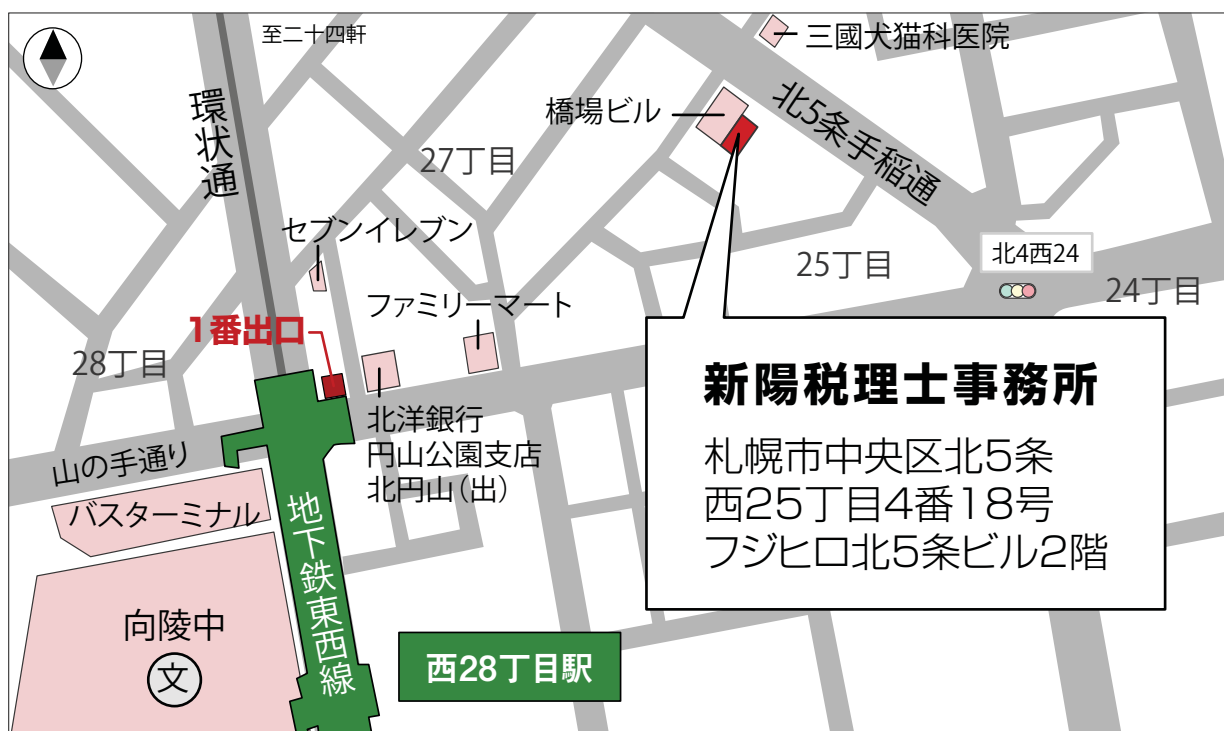 至二十四軒
三國犬猫科医院
環状通
橋場ビル
北5条手稲通
27丁目
セブンイレブン
25丁目
北4西24
24丁目
ファミリーマート
1番出口
28丁目
新陽税理士事務所
札幌市中央区北5条
西25丁目4番18号
フジヒロ北5条ビル2階
北洋銀行
円山公園支店
北円山（出）
山の手通り
バスターミナル
地下鉄東西線
向陵中
文
西28丁目駅